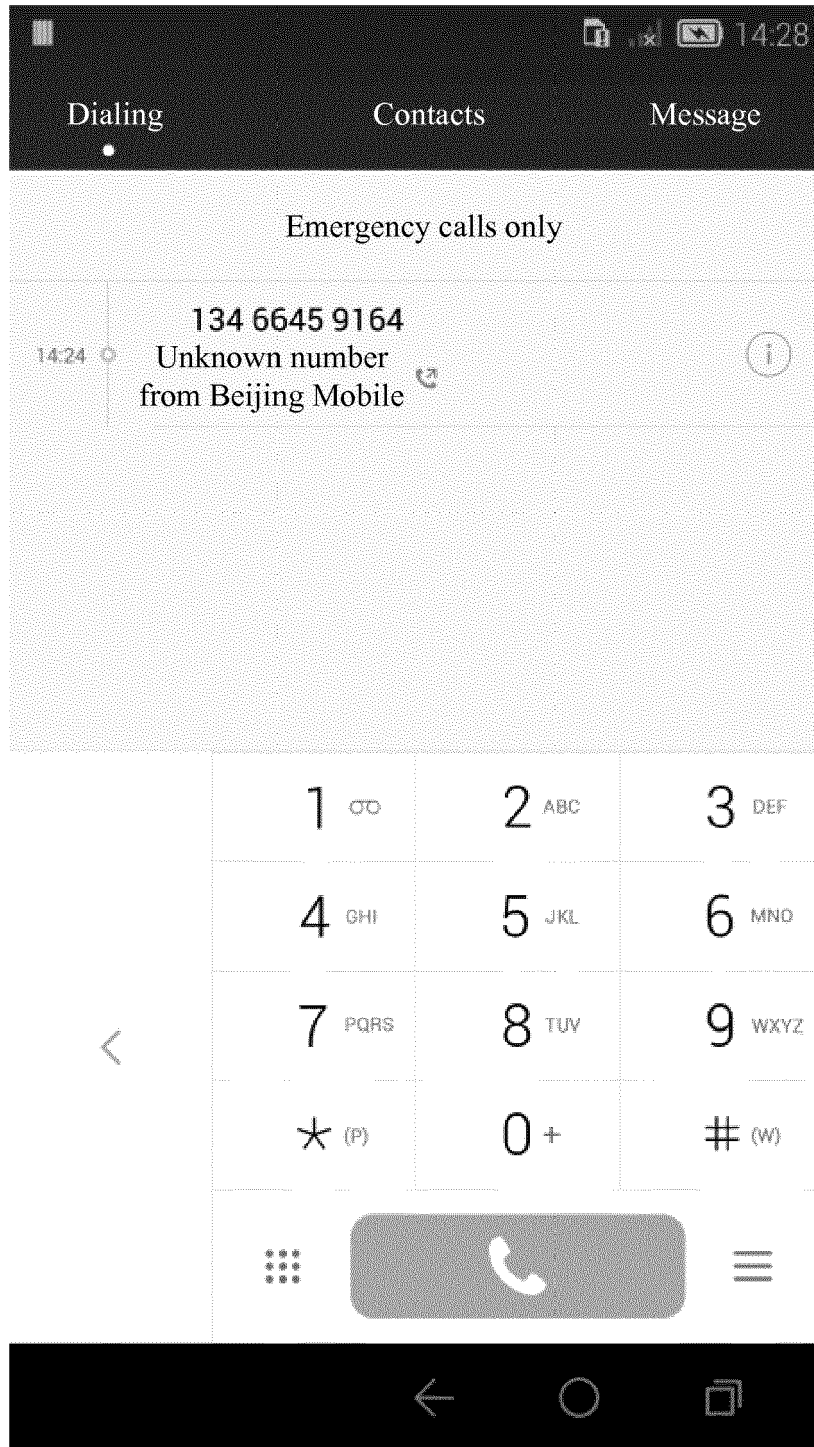 14:28
Dialing Contacts Message
Emergency calls only
134 6645 9164
14:24 Unknown number
from Beijing Mobile
1 2 ABC 3 DEF
4 GHI 5 JKL 6 MNO
7 PQRS 8 TUV 9 WXYZ
* (P) 0 + # (W)